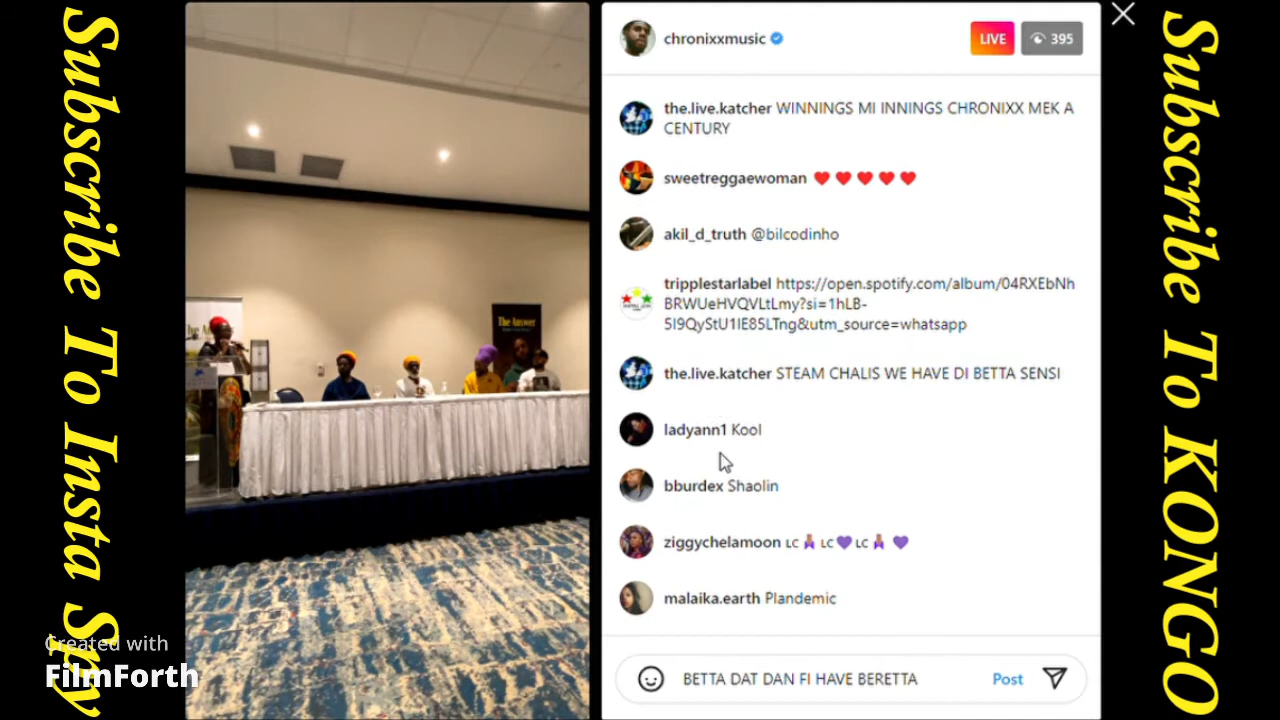 Subscribe To Insta Spy
The Answer
chronixxmusic
LIVE
395
the.live.katcher WINNINGS MI INNINGS CHRONIXX MEK A
CENTURY
sweetreggaewoman
akil_d_truth @bilcodinho
tripplestarlabel https://open.spotify.com/album/04RXEbNh
BRWUeHVQVLtLmy?si=1hLB-
5I9QyStU1IE85LTng&utm_source=whatsapp
the.live.katcher STEAM CHALIS WE HAVE DI BETTA SENSI
ladyann1 Kool
bburdex Shaolin
ziggychelamoon LC LC LC
malaika.earth Plandemic
BETTA DAT DAN FI HAVE BERETTA Post
Subscribe To KONGO
Created with
FilmForth